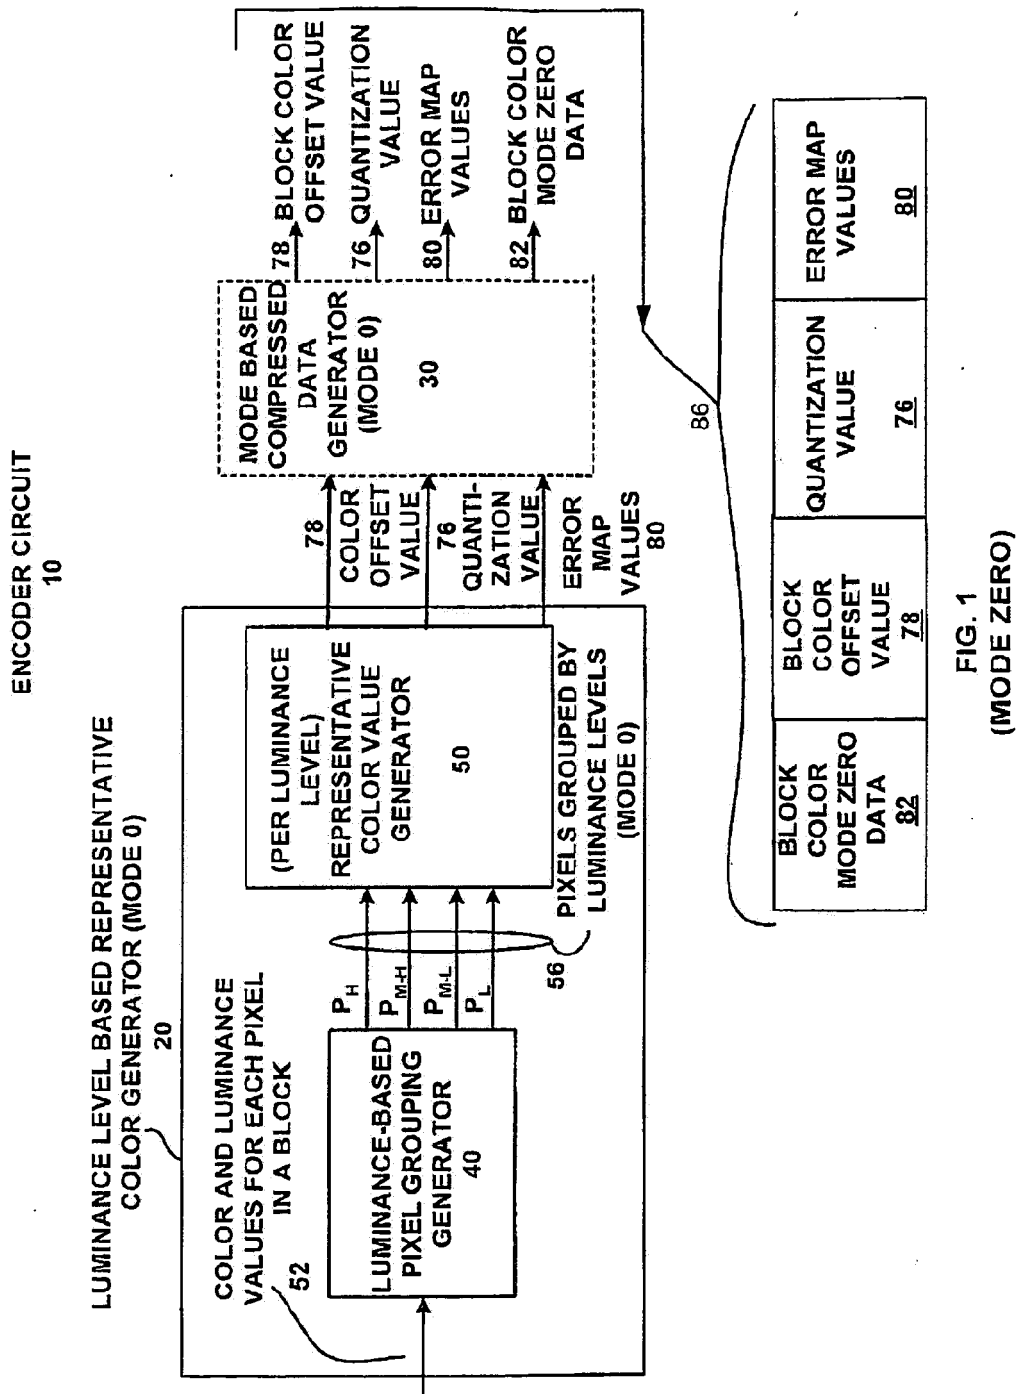 ENCODER CIRCUIT
10
LUMINANCE LEVEL BASED REPRESENTATIVE
COLOR GENERATOR (MODE 0)
20
COLOR AND LUMINANCE
VALUES FOR EACH PIXEL
IN A BLOCK
52
LUMINANCE-BASED
PIXEL GROUPING
GENERATOR
40
P_H
P_M-H
P_M-L
P_L
56
PIXELS GROUPED BY
LUMINANCE LEVELS
(MODE 0)
(PER LUMINANCE
LEVEL)
REPRESENTATIVE
COLOR VALUE
GENERATOR
50
78
COLOR
OFFSET
VALUE
76
QUANTI-
ZATION
VALUE
ERROR
MAP
VALUES
80
MODE BASED
COMPRESSED
DATA
GENERATOR
(MODE 0)
30
78 BLOCK COLOR
OFFSET VALUE
76 QUANTIZATION
VALUE
80 ERROR MAP
VALUES
82 BLOCK COLOR
MODE ZERO
DATA
86
BLOCK
COLOR
MODE ZERO
DATA
82
BLOCK
COLOR
OFFSET
VALUE
78
QUANTIZATION
VALUE
76
ERROR MAP
VALUES
80
FIG. 1
(MODE ZERO)